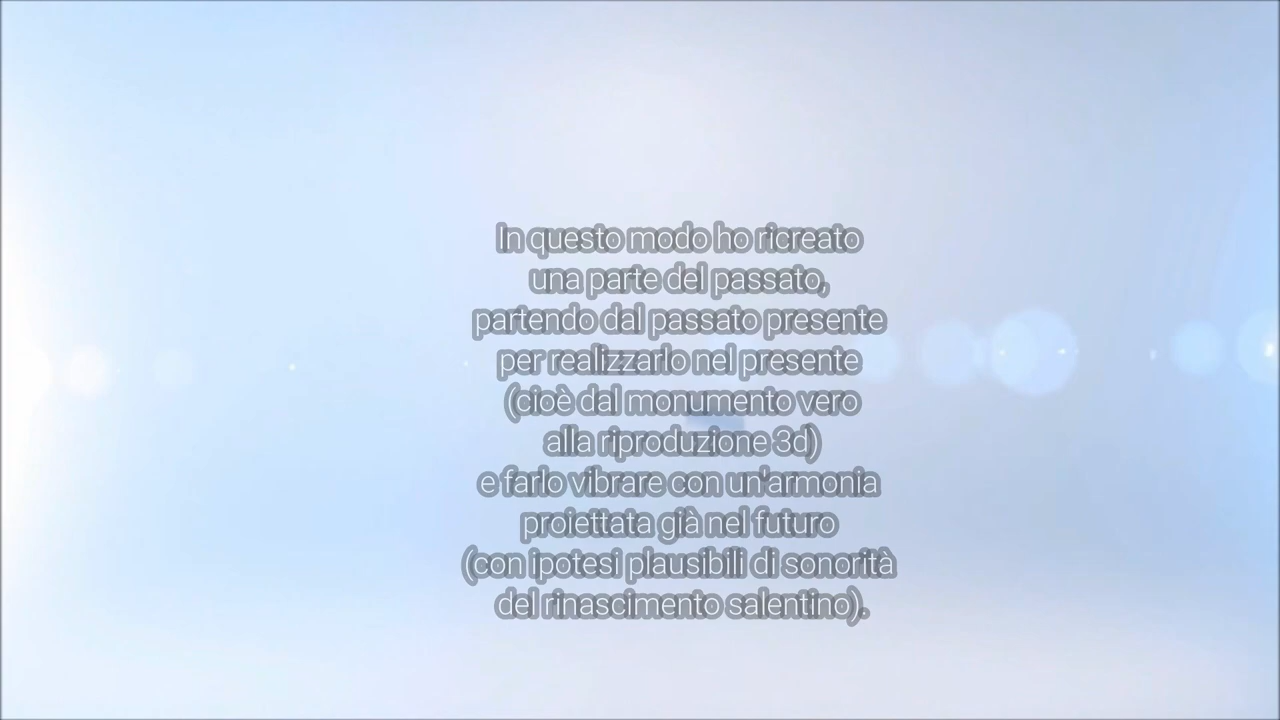 In questo modo ho ricreato
una parte del passato,
partendo dal passato presente
per realizzarlo nel presente
(cioè dal monumento vero
alla riproduzione 3d)
e farlo vibrare con un'armonia
proiettata già nel futuro
(con ipotesi plausibili di sonorità
del rinascimento salentino).